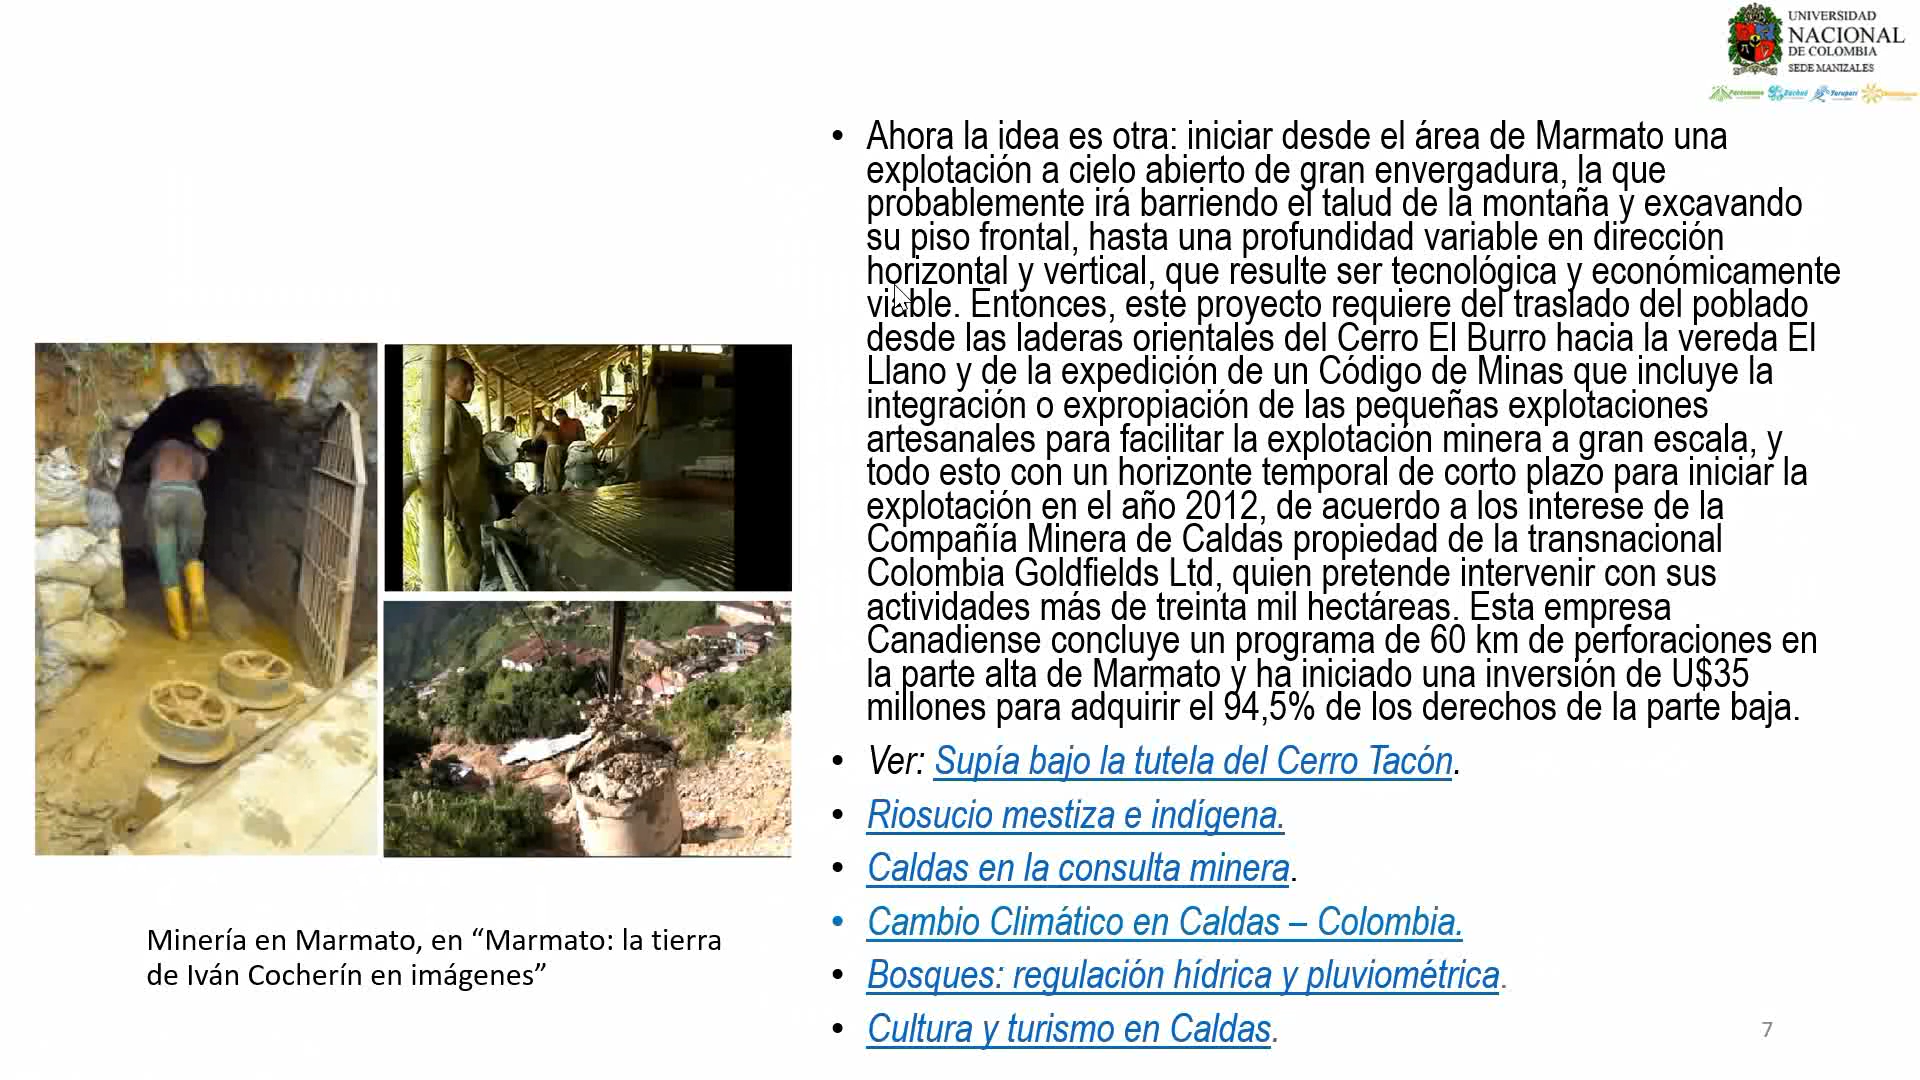 UNIVERSIDAD
NACIONAL
DE COLOMBIA
SEDE MANIZALES
• Ahora la idea es otra: iniciar desde el área de Marmato una
explotación a cielo abierto de gran envergadura, la que
probablemente irá barriendo el talud de la montaña y excavando
su piso frontal, hasta una profundidad variable en dirección
horizontal y vertical, que resulte ser tecnológica y económicamente
viable. Entonces, este proyecto requiere del traslado del poblado
desde las laderas orientales del Cerro El Burro hacia la vereda El
Llano y de la expedición de un Código de Minas que incluye la
integración o expropiación de las pequeñas explotaciones
artesanales para facilitar la explotación minera a gran escala, y
todo esto con un horizonte temporal de corto plazo para iniciar la
explotación en el año 2012, de acuerdo a los interese de la
Compañía Minera de Caldas propiedad de la transnacional
Colombia Goldfields Ltd, quien pretende intervenir con sus
actividades más de treinta mil hectáreas. Esta empresa
Canadiense concluye un programa de 60 km de perforaciones en
la parte alta de Marmato y ha iniciado una inversión de U$35
millones para adquirir el 94,5% de los derechos de la parte baja.
• Ver: Supía bajo la tutela del Cerro Tacón.
• Riosucio mestiza e indígena.
• Caldas en la consulta minera.
• Cambio Climático en Caldas – Colombia.
• Bosques: regulación hídrica y pluviométrica.
• Cultura y turismo en Caldas.
Minería en Marmato, en “Marmato: la tierra
de Iván Cocherín en imágenes”
7